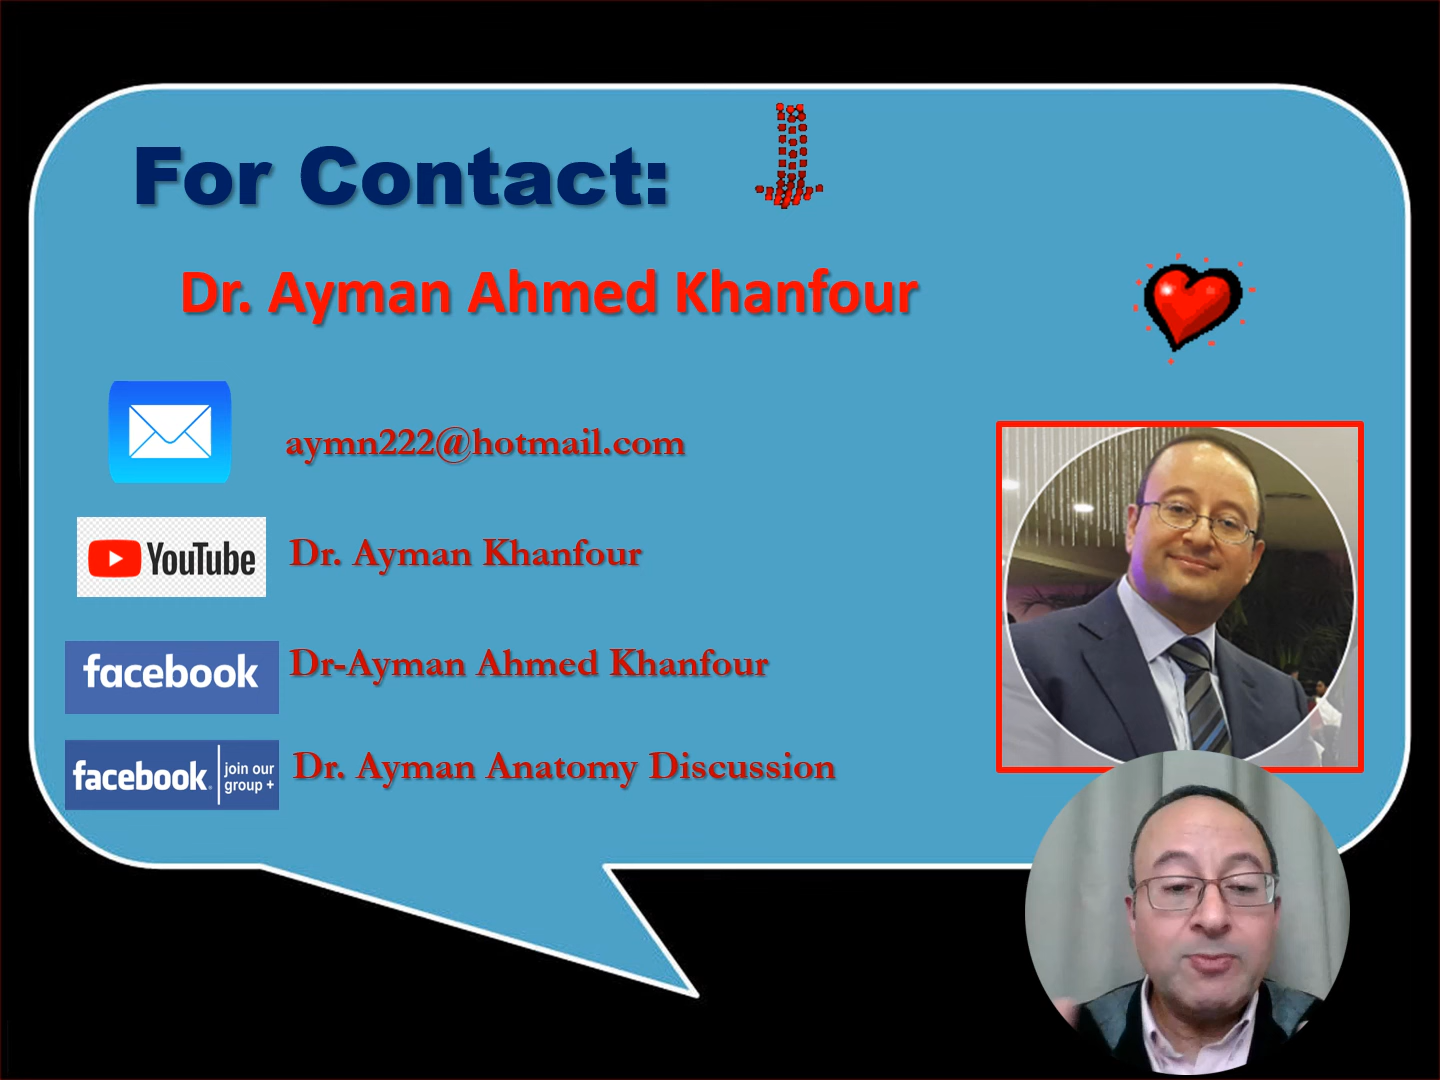 For Contact:
Dr. Ayman Ahmed Khanfour
aymn222@hotmail.com
YouTube
Dr. Ayman Khanfour
facebook
Dr-Ayman Ahmed Khanfour
facebook
join our
group +
Dr. Ayman Anatomy Discussion